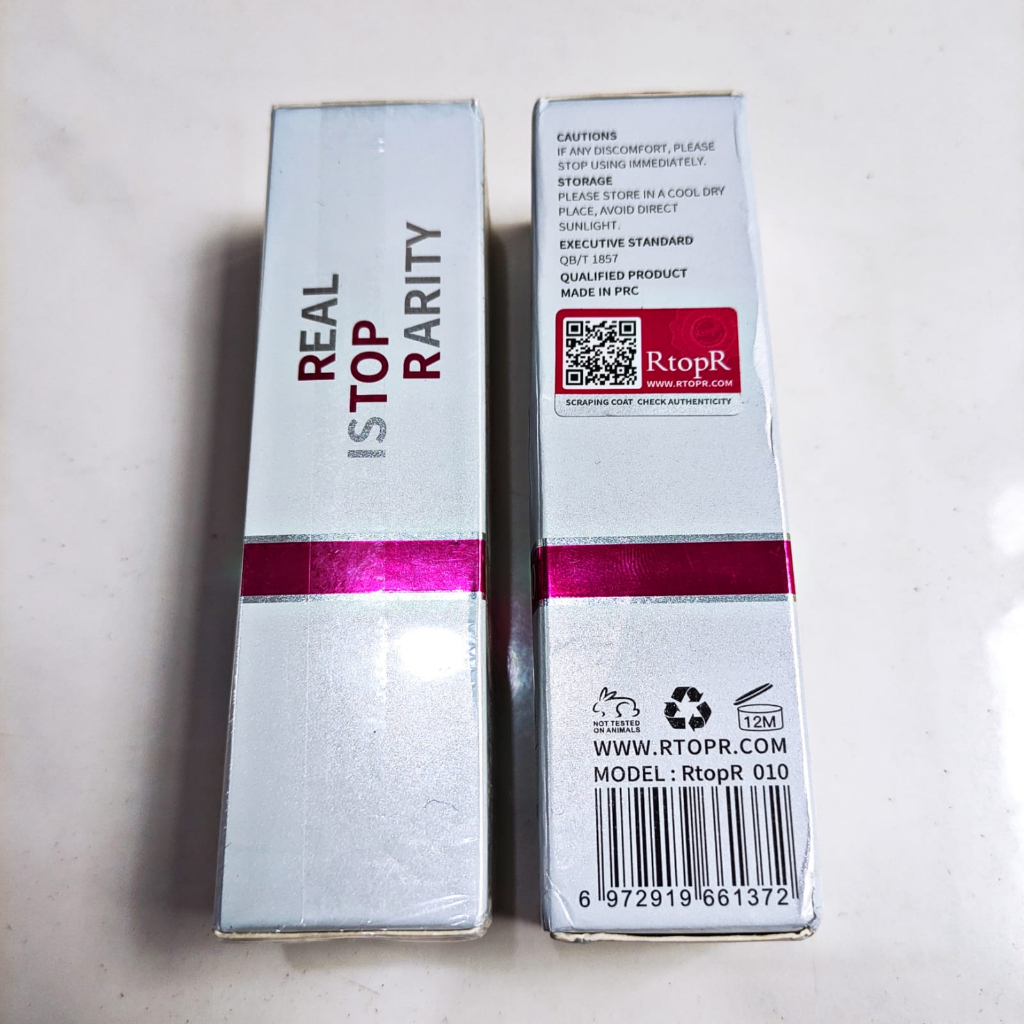 REAL
IS TOP
RARITY
CAUTIONS
IF ANY DISCOMFORT, PLEASE
STOP USING IMMEDIATELY.
STORAGE
PLEASE STORE IN A COOL DRY
PLACE, AVOID DIRECT
SUNLIGHT.
EXECUTIVE STANDARD
QB/T 1857
QUALIFIED PRODUCT
MADE IN PRC
RtopR
WWW.RTOPR.COM
SCRAPING COAT CHECK AUTHENTICITY
NOT TESTED
ON ANIMALS
12M
WWW.RTOPR.COM
MODEL : RtopR 010
6 972919 661372